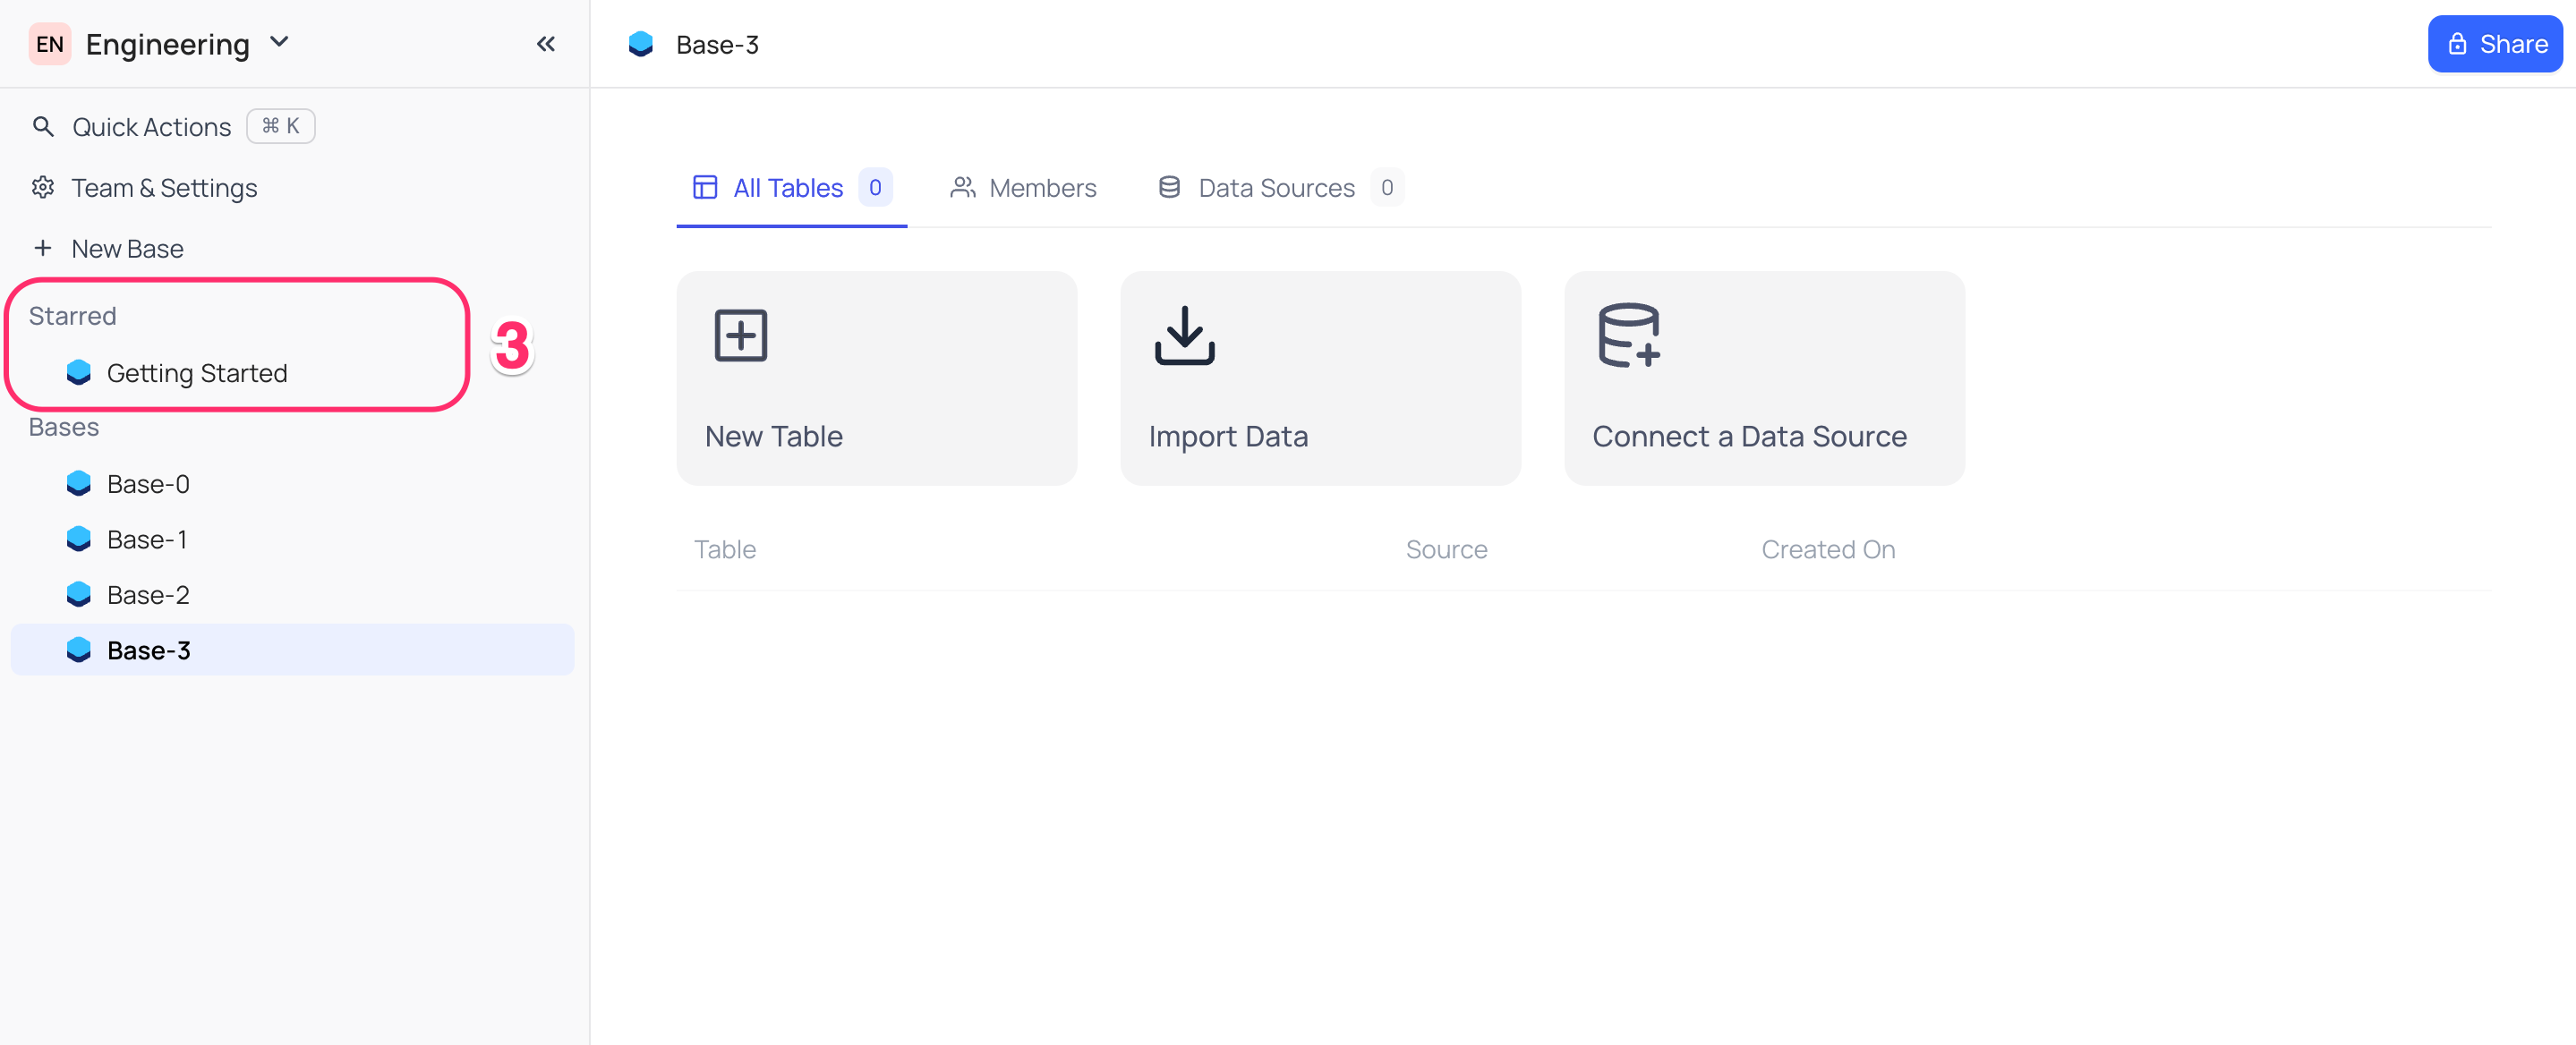 EN Engineering
Base-3
Share
Quick Actions ⌘ K
Team & Settings
+ New Base
Starred
Getting Started
3
Bases
Base-0
Base-1
Base-2
Base-3
All Tables 0
Members
Data Sources 0
New Table
Import Data
Connect a Data Source
Table Source Created On